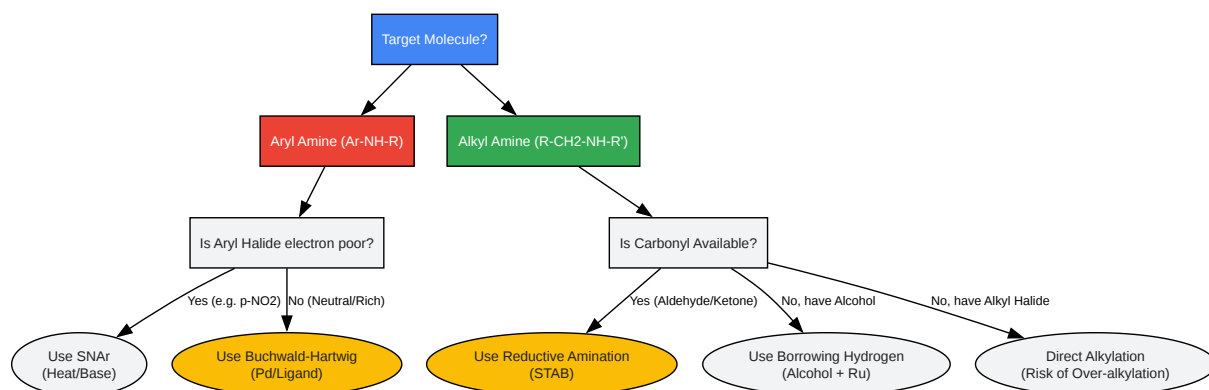 Target Molecule?
Aryl Amine (Ar-NH-R)
Alkyl Amine (R-CH2-NH-R')
Is Aryl Halide electron poor?
Is Carbonyl Available?
Yes (e.g. p-NO2)
No (Neutral/Rich)
Yes (Aldehyde/Ketone)
No, have Alcohol
No, have Alkyl Halide
Use SNAr
(Heat/Base)
Use Buchwald-Hartwig
(Pd/Ligand)
Use Reductive Amination
(STAB)
Use Borrowing Hydrogen
(Alcohol + Ru)
Direct Alkylation
(Risk of Over-alkylation)